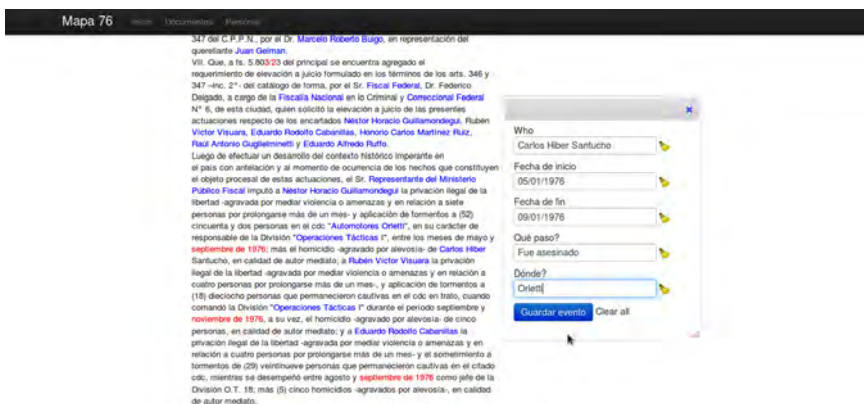 Mapa 76 Inicio Documentos Personas
347 del C.P.P.N., por el Dr. Marcelo Roberto Buigo, en representación del
querellante Juan Gelman.
VII. Que, a fs. 5.803/23 del principal se encuentra agregado el
requerimiento de elevación a juicio formulado en los términos de los arts. 346 y
347 –inc. 2°- del catálogo de forma, por el Sr. Fiscal Federal, Dr. Federico
Delgado, a cargo de la Fiscalía Nacional en lo Criminal y Correccional Federal
N° 6, de esta ciudad, quien solicitó la elevación a juicio de las presentes
actuaciones respecto de los encartados Néstor Horacio Guillamondegui, Rubén
Víctor Visuara, Eduardo Rodolfo Cabanillas, Honorio Carlos Martínez Ruiz,
Raúl Antonio Guglielminetti y Eduardo Alfredo Ruffo.
Luego de efectuar un desarrollo del contexto histórico imperante en
el país con antelación y al momento de ocurrencia de los hechos que constituyen
el objeto procesal de estas actuaciones, el Sr. Representante del Ministerio
Público Fiscal imputó a Néstor Horacio Guillamondegui la privación ilegal de la
libertad -agravada por mediar violencia o amenazas y en relación a siete
personas por prolongarse más de un mes- y aplicación de tormentos a (52)
cincuenta y dos personas en el cdc "Automotores Orletti", en su carácter de
responsable de la División "Operaciones Tácticas I", entre los meses de mayo y
septiembre de 1976; más el homicidio -agravado por alevosía- de Carlos Hiber
Santucho, en calidad de autor mediato; a Rubén Víctor Visuara la privación
ilegal de la libertad -agravada por mediar violencia o amenazas y en relación a
cuatro personas por prolongarse más de un mes-, y aplicación de tormentos a
(18) dieciocho personas que permanecieron cautivas en el cdc en trato, cuando
comandó la División "Operaciones Tácticas I" durante el período septiembre y
noviembre de 1976, a su vez, el homicidio -agravado por alevosía- de cinco
personas, en calidad de autor mediato; y a Eduardo Rodolfo Cabanillas la
privación ilegal de la libertad -agravada por mediar violencia o amenazas y en
relación a cuatro personas por prolongarse más de un mes- y el sometimiento a
tormentos de (29) veintinueve personas que permanecieron cautivas en el citado
cdc, mientras se desempeñó entre agosto y septiembre de 1976 como jefe de la
División O.T. 18; más (5) cinco homicidios -agravados por alevosía-, en calidad
de autor mediato.
Who
Carlos Hiber Santucho
Fecha de inicio
05/01/1976
Fecha de fin
09/01/1976
Qué paso?
Fue asesinado
Dónde?
Orletti
Guardar evento Clear all